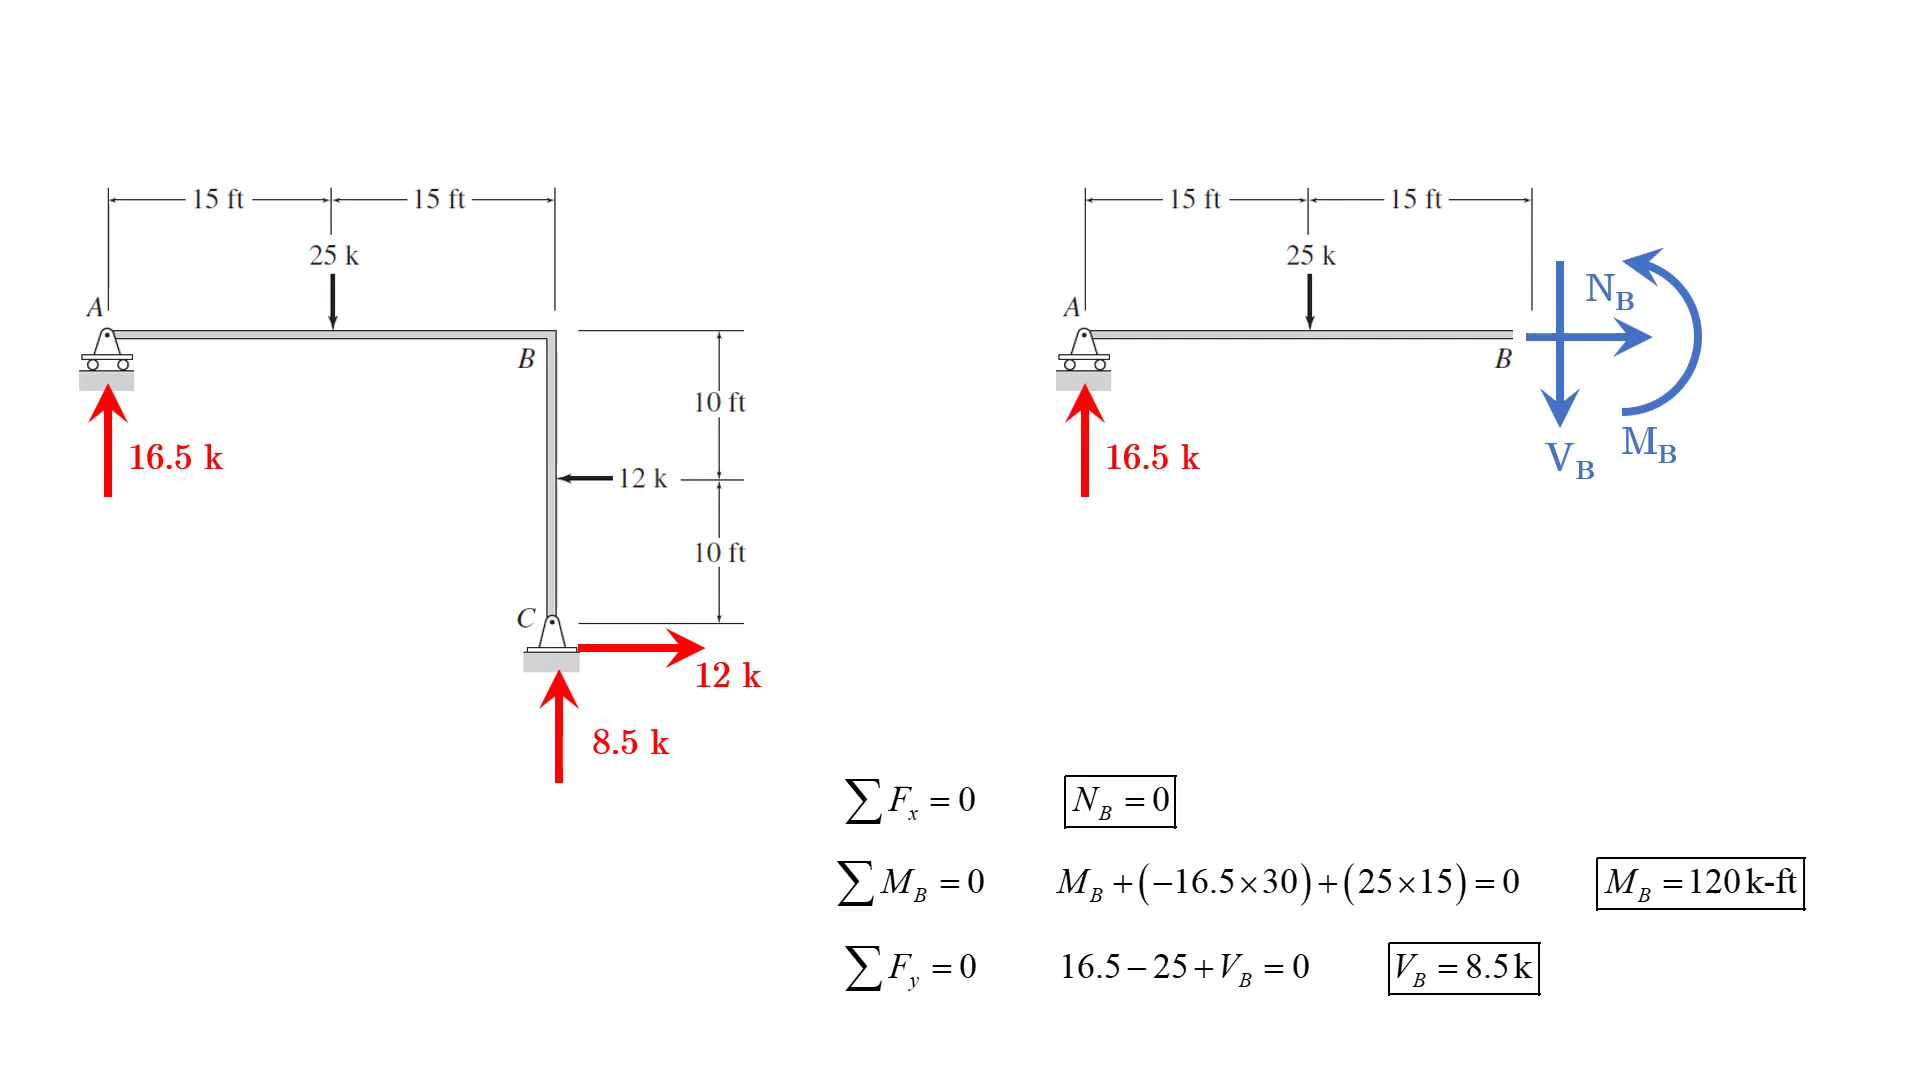 15 ft 15 ft
25 k
A
B
10 ft
16.5 k
12 k
10 ft
C
12 k
8.5 k
15 ft 15 ft
25 k
N_B
A
B
16.5 k
V_B M_B
∑F_x = 0 N_B = 0
∑M_B = 0 M_B + (−16.5×30) + (25×15) = 0 M_B = 120 k-ft
∑F_y = 0 16.5 − 25 + V_B = 0 V_B = 8.5 k